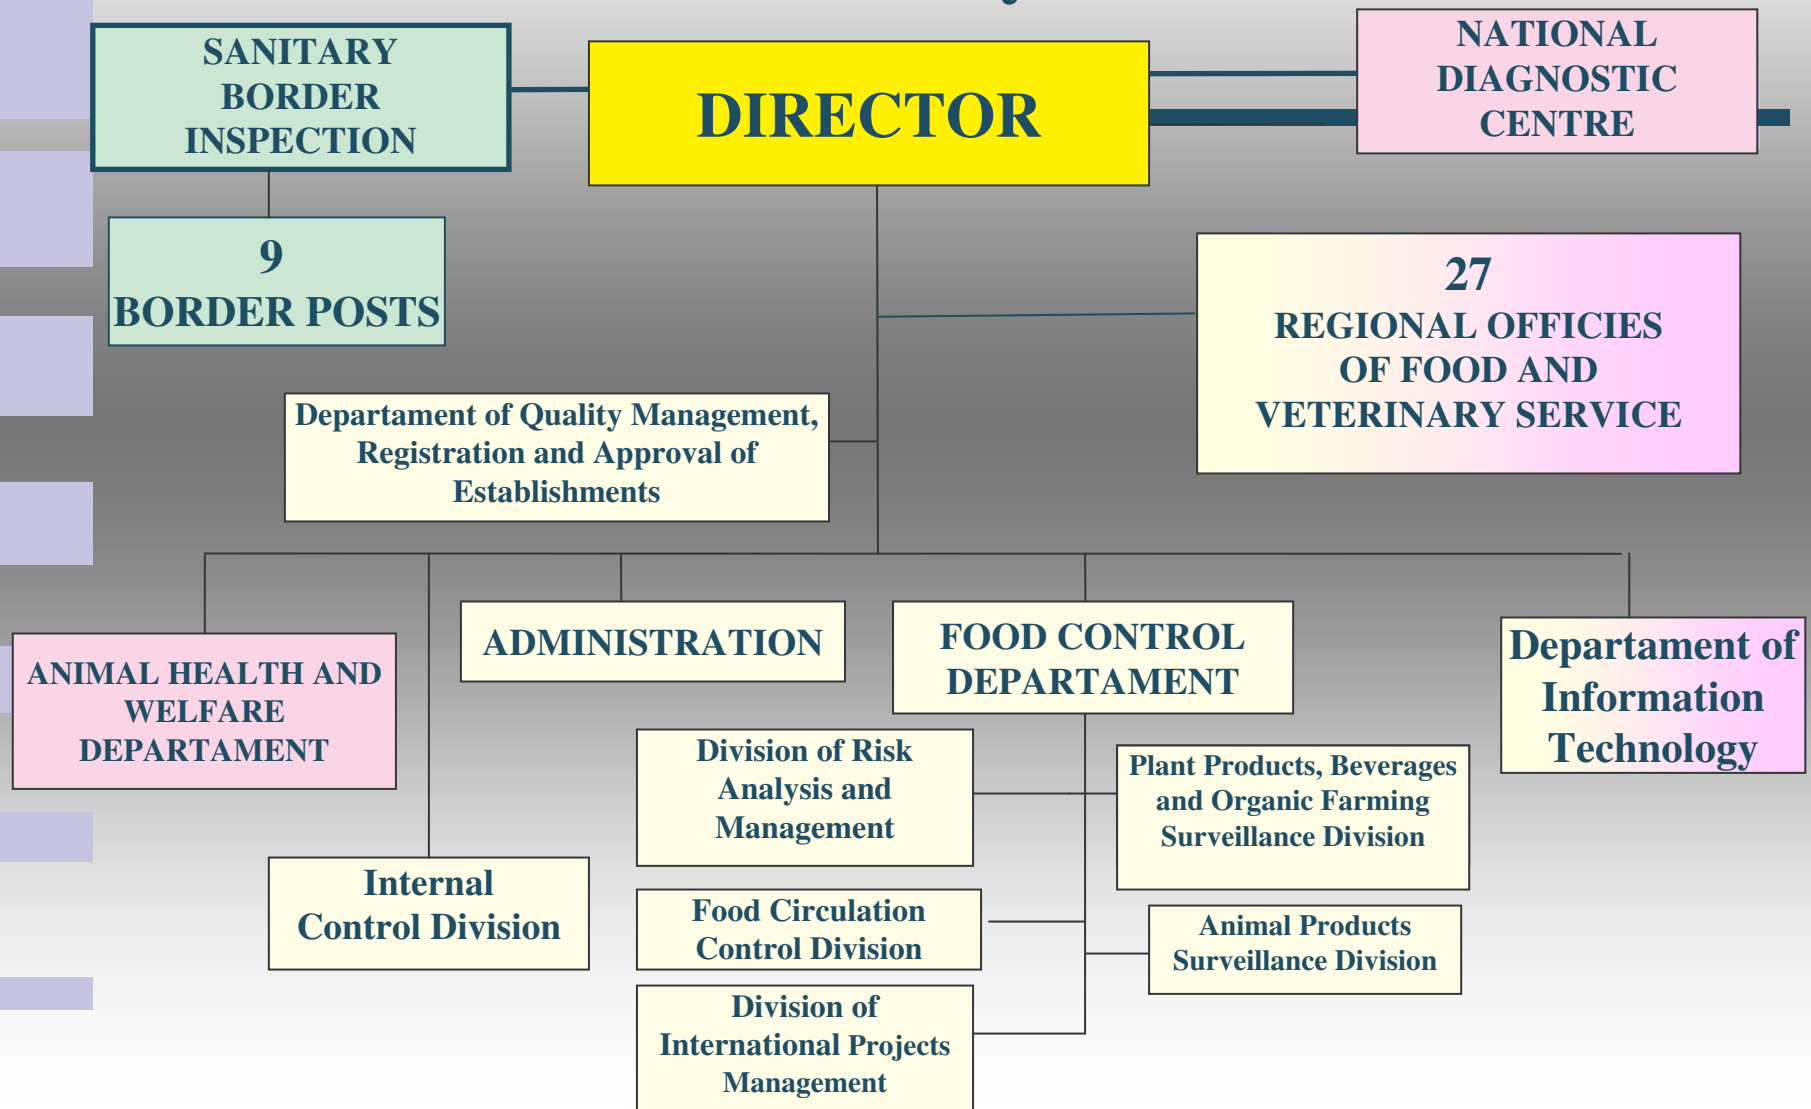 SANITARY
BORDER
INSPECTION
DIRECTOR
NATIONAL
DIAGNOSTIC
CENTRE
9
BORDER POSTS
27
REGIONAL OFFICIES
OF FOOD AND
VETERINARY SERVICE
Departament of Quality Management,
Registration and Approval of
Establishments
ANIMAL HEALTH AND
WELFARE
DEPARTAMENT
ADMINISTRATION
FOOD CONTROL
DEPARTAMENT
Departament of
Information
Technology
Internal
Control Division
Division of Risk
Analysis and
Management
Plant Products, Beverages
and Organic Farming
Surveillance Division
Food Circulation
Control Division
Animal Products
Surveillance Division
Division of
International Projects
Management